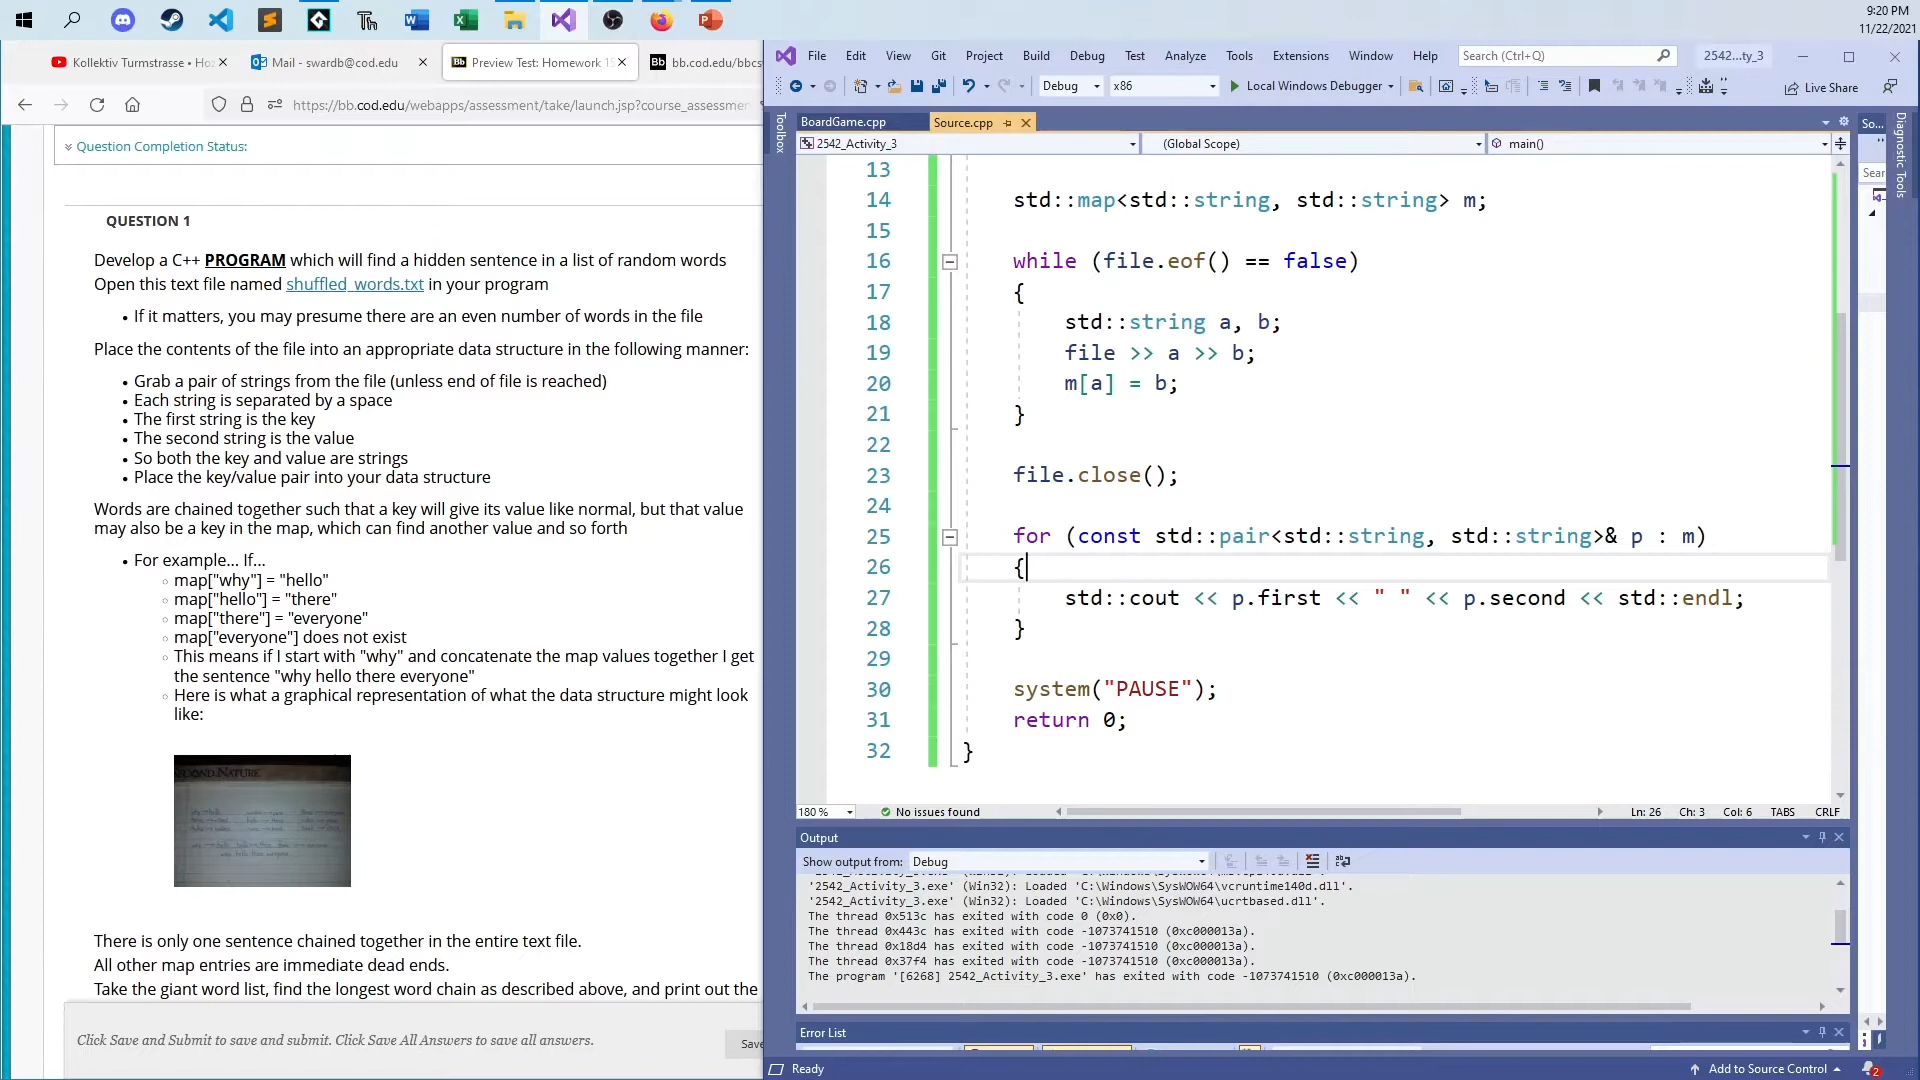 9:20 PM
11/22/2021
Kollektiv Turmstrasse • Ho
Mail - swardb@cod.edu
Preview Test: Homework 15
bb.cod.edu/bbcs
https://bb.cod.edu/webapps/assessment/take/launch.jsp?course_assessmen
Question Completion Status:
QUESTION 1
Develop a C++ PROGRAM which will find a hidden sentence in a list of random words
Open this text file named shuffled_words.txt in your program
• If it matters, you may presume there are an even number of words in the file
Place the contents of the file into an appropriate data structure in the following manner:
• Grab a pair of strings from the file (unless end of file is reached)
• Each string is separated by a space
• The first string is the key
• The second string is the value
• So both the key and value are strings
• Place the key/value pair into your data structure
Words are chained together such that a key will give its value like normal, but that value
may also be a key in the map, which can find another value and so forth
• For example... If...
◦ map["why"] = "hello"
◦ map["hello"] = "there"
◦ map["there"] = "everyone"
◦ map["everyone"] does not exist
◦ This means if I start with "why" and concatenate the map values together I get
the sentence "why hello there everyone"
◦ Here is what a graphical representation of what the data structure might look
like:
There is only one sentence chained together in the entire text file.
All other map entries are immediate dead ends.
Take the giant word list, find the longest word chain as described above, and print out the
Click Save and Submit to save and submit. Click Save All Answers to save all answers.
Save
File Edit View Git Project Build Debug Test Analyze Tools Extensions Window Help Search (Ctrl+Q) 2542...ty_3
Debug x86 Local Windows Debugger Live Share
Toolbox
BoardGame.cpp Source.cpp
2542_Activity_3 (Global Scope) main()
So...
Sear
Diagnostic Tools
13
14 std::map<std::string, std::string> m;
15
16 while (file.eof() == false)
17 {
18 std::string a, b;
19 file >> a >> b;
20 m[a] = b;
21 }
22
23 file.close();
24
25 for (const std::pair<std::string, std::string>& p : m)
26 {
27 std::cout << p.first << " " << p.second << std::endl;
28 }
29
30 system("PAUSE");
31 return 0;
32 }
180 % No issues found Ln: 26 Ch: 3 Col: 6 TABS CRLF
Output
Show output from: Debug
'2542_Activity_3.exe' (Win32): Loaded 'C:\Windows\SysWOW64\vcruntime140d.dll'.
'2542_Activity_3.exe' (Win32): Loaded 'C:\Windows\SysWOW64\ucrtbased.dll'.
The thread 0x513c has exited with code 0 (0x0).
The thread 0x443c has exited with code -1073741510 (0xc000013a).
The thread 0x18d4 has exited with code -1073741510 (0xc000013a).
The thread 0x37f4 has exited with code -1073741510 (0xc000013a).
The program '[6268] 2542_Activity_3.exe' has exited with code -1073741510 (0xc000013a).
Error List
Ready
Add to Source Control
2